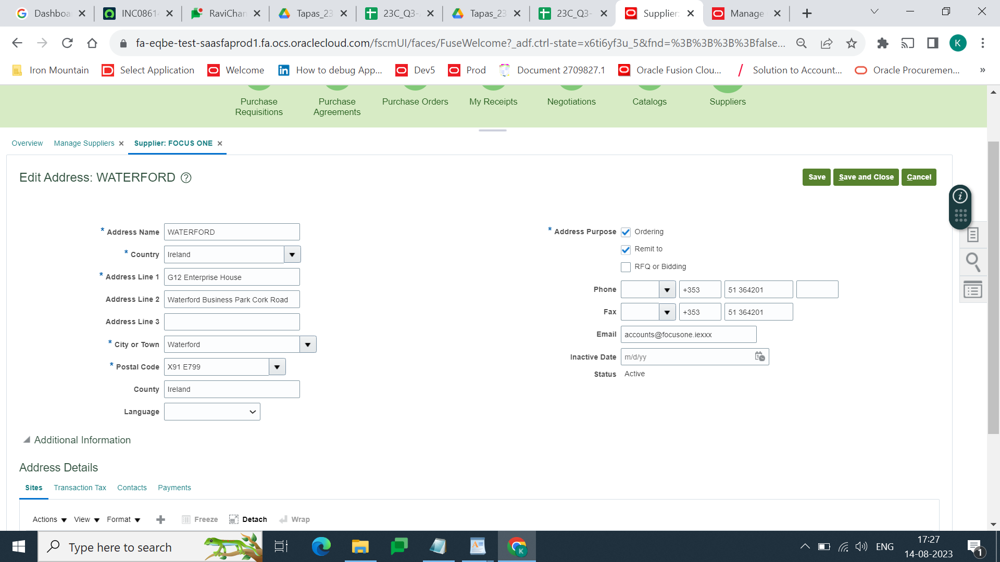 Dashboa
INC0861
RaviChan
Tapas_23
23C_Q3-
Tapas_23
23C_Q3-
Supplier:
Manage
fa-eqbe-test-saasfaprod1.fa.ocs.oraclecloud.com/fscmUI/faces/FuseWelcome?_adf.ctrl-state=x6ti6yf3u_5&fnd=%3B%3B%3B%3Bfalse...
K
Iron Mountain
Select Application
Welcome
How to debug App...
Dev5
Prod
Document 2709827.1
Oracle Fusion Clou...
Solution to Account...
Oracle Procuremen...
»
Purchase
Requisitions
Purchase
Agreements
Purchase Orders
My Receipts
Negotiations
Catalogs
Suppliers
Overview
Manage Suppliers
Supplier: FOCUS ONE
Edit Address: WATERFORD
Save
Save and Close
Cancel
* Address Name WATERFORD
* Country Ireland
* Address Line 1 G12 Enterprise House
Address Line 2 Waterford Business Park Cork Road
Address Line 3
* City or Town Waterford
* Postal Code X91 E799
County Ireland
Language
* Address Purpose Ordering
Remit to
RFQ or Bidding
Phone +353 51 364201
Fax +353 51 364201
Email accounts@focusone.iexxx
Inactive Date m/d/yy
Status Active
Additional Information
Address Details
Sites
Transaction Tax
Contacts
Payments
Actions
View
Format
Freeze
Detach
Wrap
Type here to search
K
ENG
17:27
14-08-2023
1